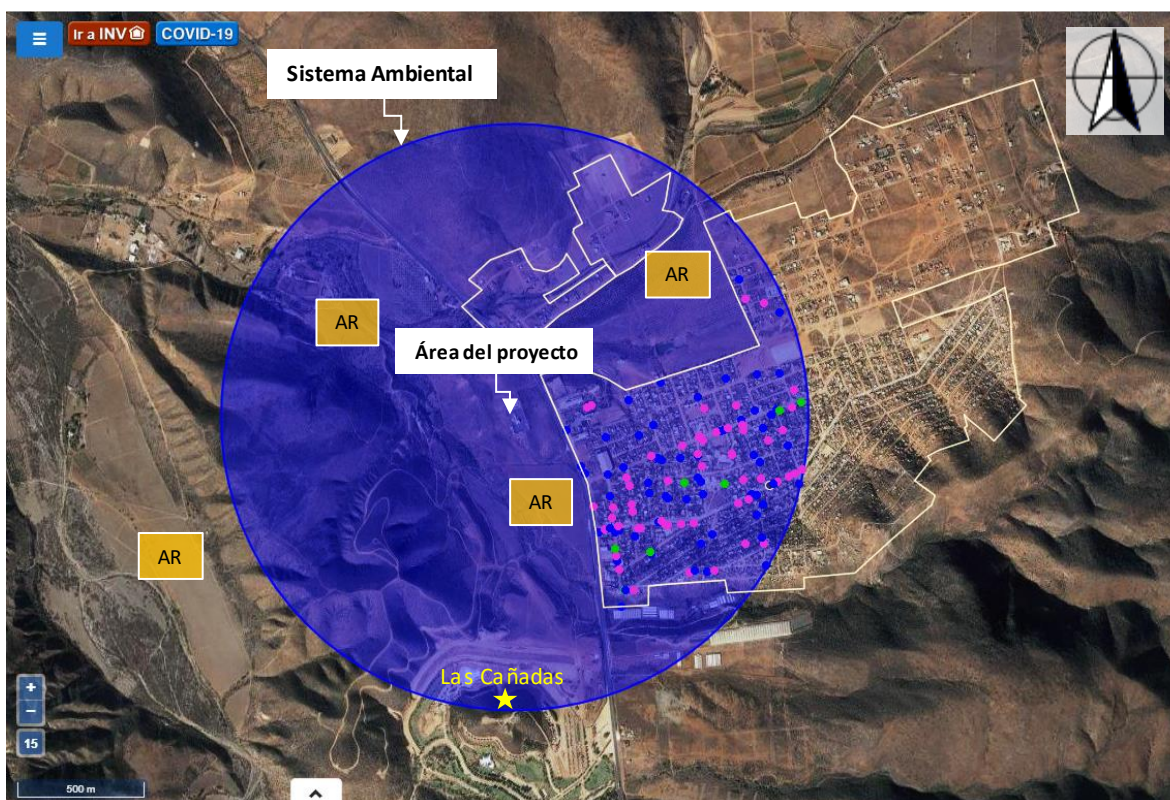 Ir a INV
COVID-19
Sistema Ambiental
AR
AR
Área del proyecto
AR
AR
Las Cañadas
+
−
15
500 m